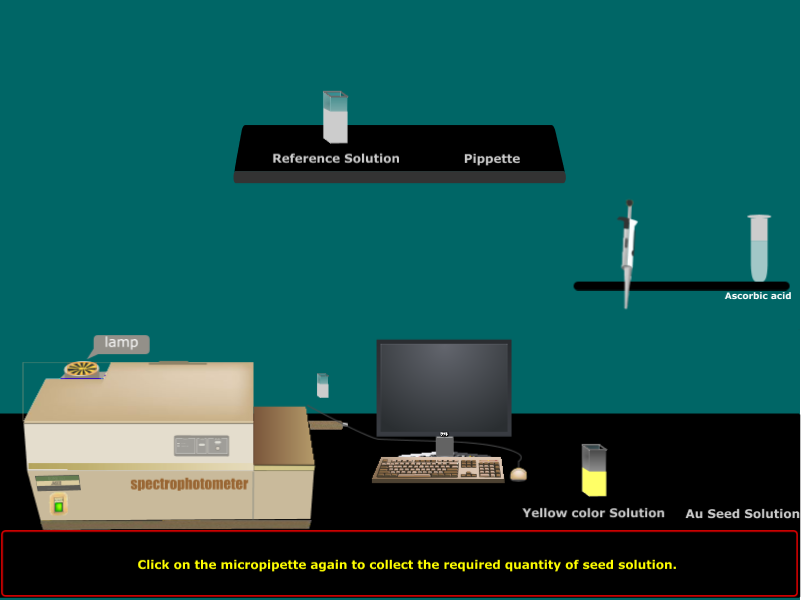 Reference Solution
Pippette
Ascorbic acid
lamp
spectrophotometer
Yellow color Solution
Au Seed Solution
Click on the micropipette again to collect the required quantity of seed solution.